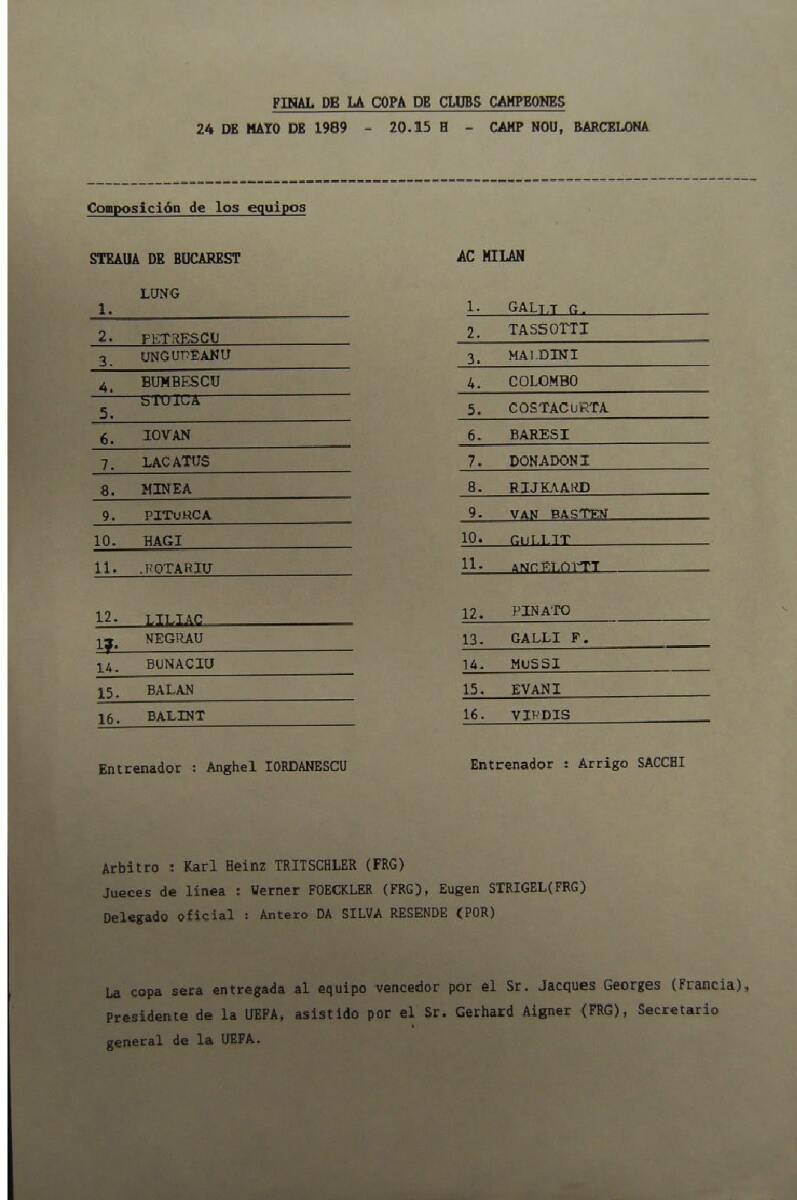 FINAL DE LA COPA DE CLUBS CAMPEONES
24 DE MAYO DE 1989 - 20.15 H - CAMP NOU, BARCELONA
Composición de los equipos
STEAUA DE BUCAREST
1. LUNG
2. PETRESCU
3. UNGUREANU
4. BUMBESCU
5. STOICA
6. IOVAN
7. LACATUS
8. MINEA
9. PITURCA
10. HAGI
11. ROTARIU
12. LILIAC
13. NEGRAU
14. BUNACIU
15. BALAN
16. BALINT
Entrenador : Anghel IORDANESCU
AC MILAN
1. GALLI G.
2. TASSOTTI
3. MALDINI
4. COLOMBO
5. COSTACURTA
6. BARESI
7. DONADONI
8. RIJKAARD
9. VAN BASTEN
10. GULLIT
11. ANCELOTTI
12. PINATO
13. GALLI F.
14. MUSSI
15. EVANI
16. VIRDIS
Entrenador : Arrigo SACCHI
Arbitro : Karl Heinz TRITSCHLER (FRG)
Jueces de línea : Werner FOECKLER (FRG), Eugen STRIGEL(FRG)
Delegado oficial : Antero DA SILVA RESENDE (POR)
La copa sera entregada al equipo vencedor por el Sr. Jacques Georges (Francia),
Presidente de la UEFA, asistido por el Sr. Gerhard Aigner (FRG), Secretario
general de la UEFA.